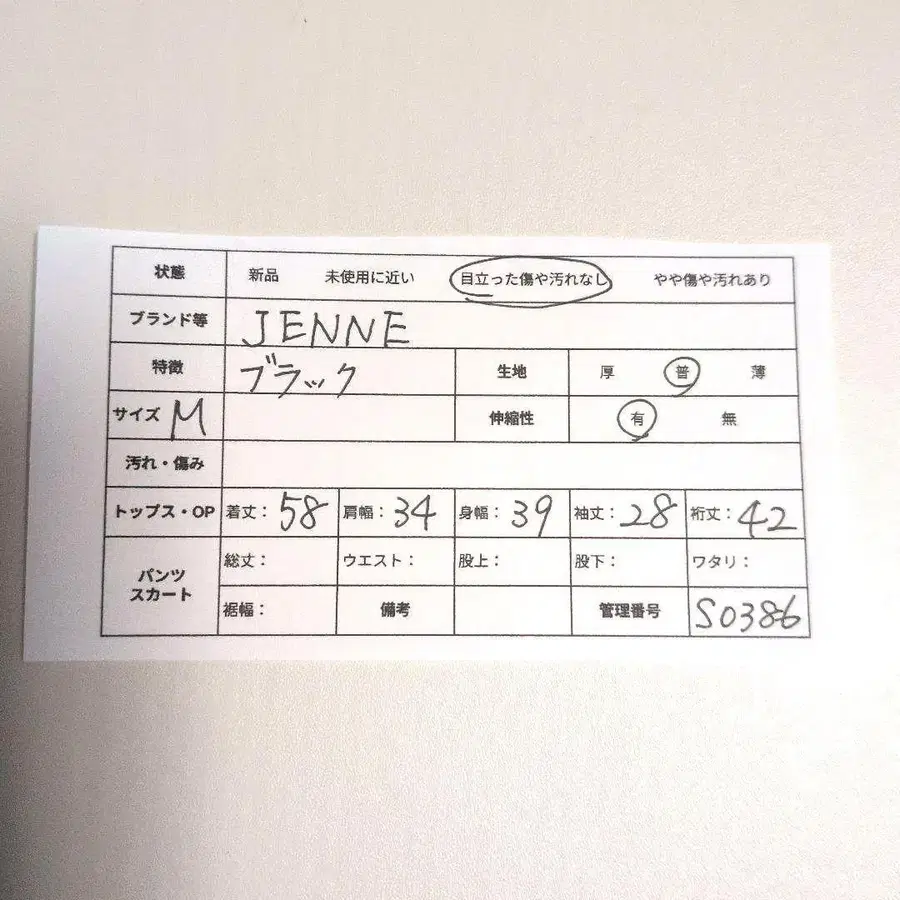 状態 新品 未使用に近い 目立った傷や汚れなし やや傷や汚れあり
ブランド等 JENNE
特徴 ブラック 生地 厚 普 薄
サイズ M 伸縮性 有 無
汚れ・傷み
トップス・OP 着丈：58 肩幅：34 身幅：39 袖丈：28 裄丈：42
パンツ スカート 総丈： ウエスト： 股上： 股下： ワタリ：
裾幅： 備考 管理番号 S0386